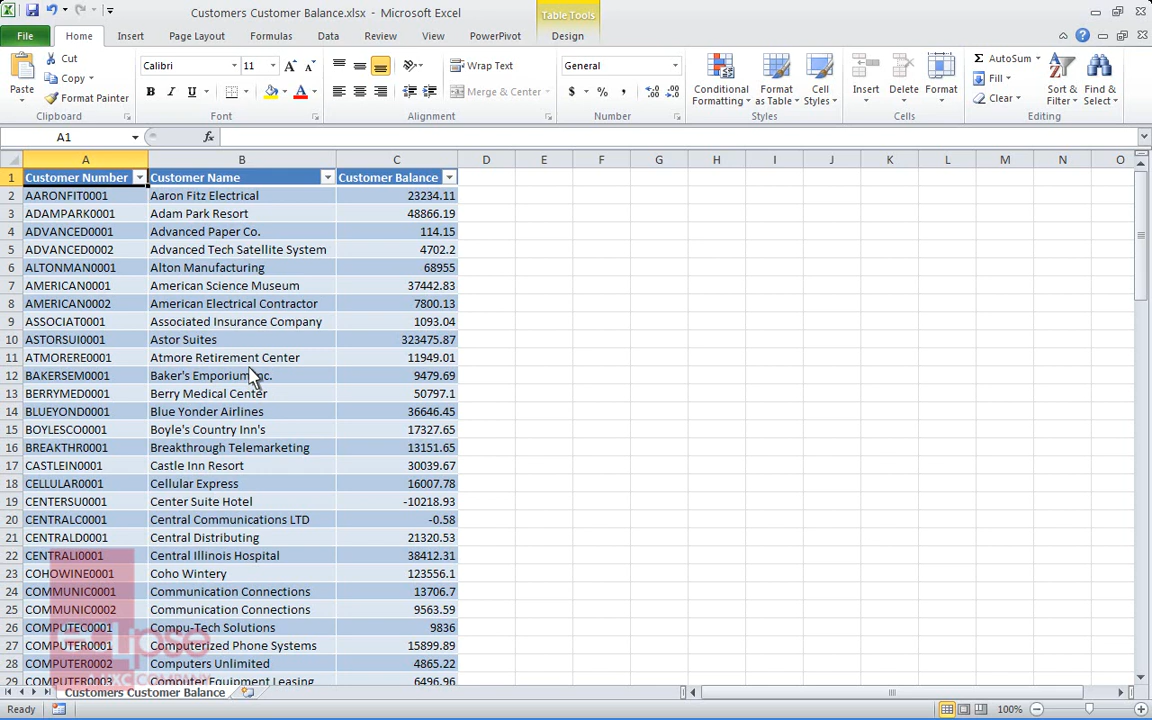 Customers Customer Balance.xlsx - Microsoft Excel
Table Tools
File Home Insert Page Layout Formulas Data Review View PowerPivot Design
Cut
Copy
Format Painter
Paste
Clipboard
Calibri 11
B I U
Font
Wrap Text
Merge & Center
Alignment
General
$ % ,
Number
Conditional Formatting
Format as Table
Cell Styles
Styles
Insert
Delete
Format
Cells
AutoSum
Fill
Clear
Sort & Filter
Find & Select
Editing
A1 fx
A B C D E F G H I J K L M N O
1 Customer Number Customer Name Customer Balance
2 AARONFIT0001 Aaron Fitz Electrical 23234.11
3 ADAMPARK0001 Adam Park Resort 48866.19
4 ADVANCED0001 Advanced Paper Co. 114.15
5 ADVANCED0002 Advanced Tech Satellite System 4702.2
6 ALTONMAN0001 Alton Manufacturing 68955
7 AMERICAN0001 American Science Museum 37442.83
8 AMERICAN0002 American Electrical Contractor 7800.13
9 ASSOCIAT0001 Associated Insurance Company 1093.04
10 ASTORSUI0001 Astor Suites 323475.87
11 ATMORERE0001 Atmore Retirement Center 11949.01
12 BAKERSEM0001 Baker's Emporium Inc. 9479.69
13 BERRYMED0001 Berry Medical Center 50797.1
14 BLUEYOND0001 Blue Yonder Airlines 36646.45
15 BOYLESCO0001 Boyle's Country Inn's 17327.65
16 BREAKTHR0001 Breakthrough Telemarketing 13151.65
17 CASTLEIN0001 Castle Inn Resort 30039.67
18 CELLULAR0001 Cellular Express 16007.78
19 CENTERSU0001 Center Suite Hotel -10218.93
20 CENTRALC0001 Central Communications LTD -0.58
21 CENTRALD0001 Central Distributing 21320.53
22 CENTRALI0001 Central Illinois Hospital 38412.31
23 COHOWINE0001 Coho Wintery 123556.1
24 COMMUNIC0001 Communication Connections 13706.7
25 COMMUNIC0002 Communication Connections 9563.59
26 COMPUTEC0001 Compu-Tech Solutions 9836
27 COMPUTER0001 Computerized Phone Systems 15899.89
28 COMPUTER0002 Computers Unlimited 4865.22
29 COMPUTER0003 Computer Equipment Leasing 6496.96
Customers Customer Balance
Ready 100%